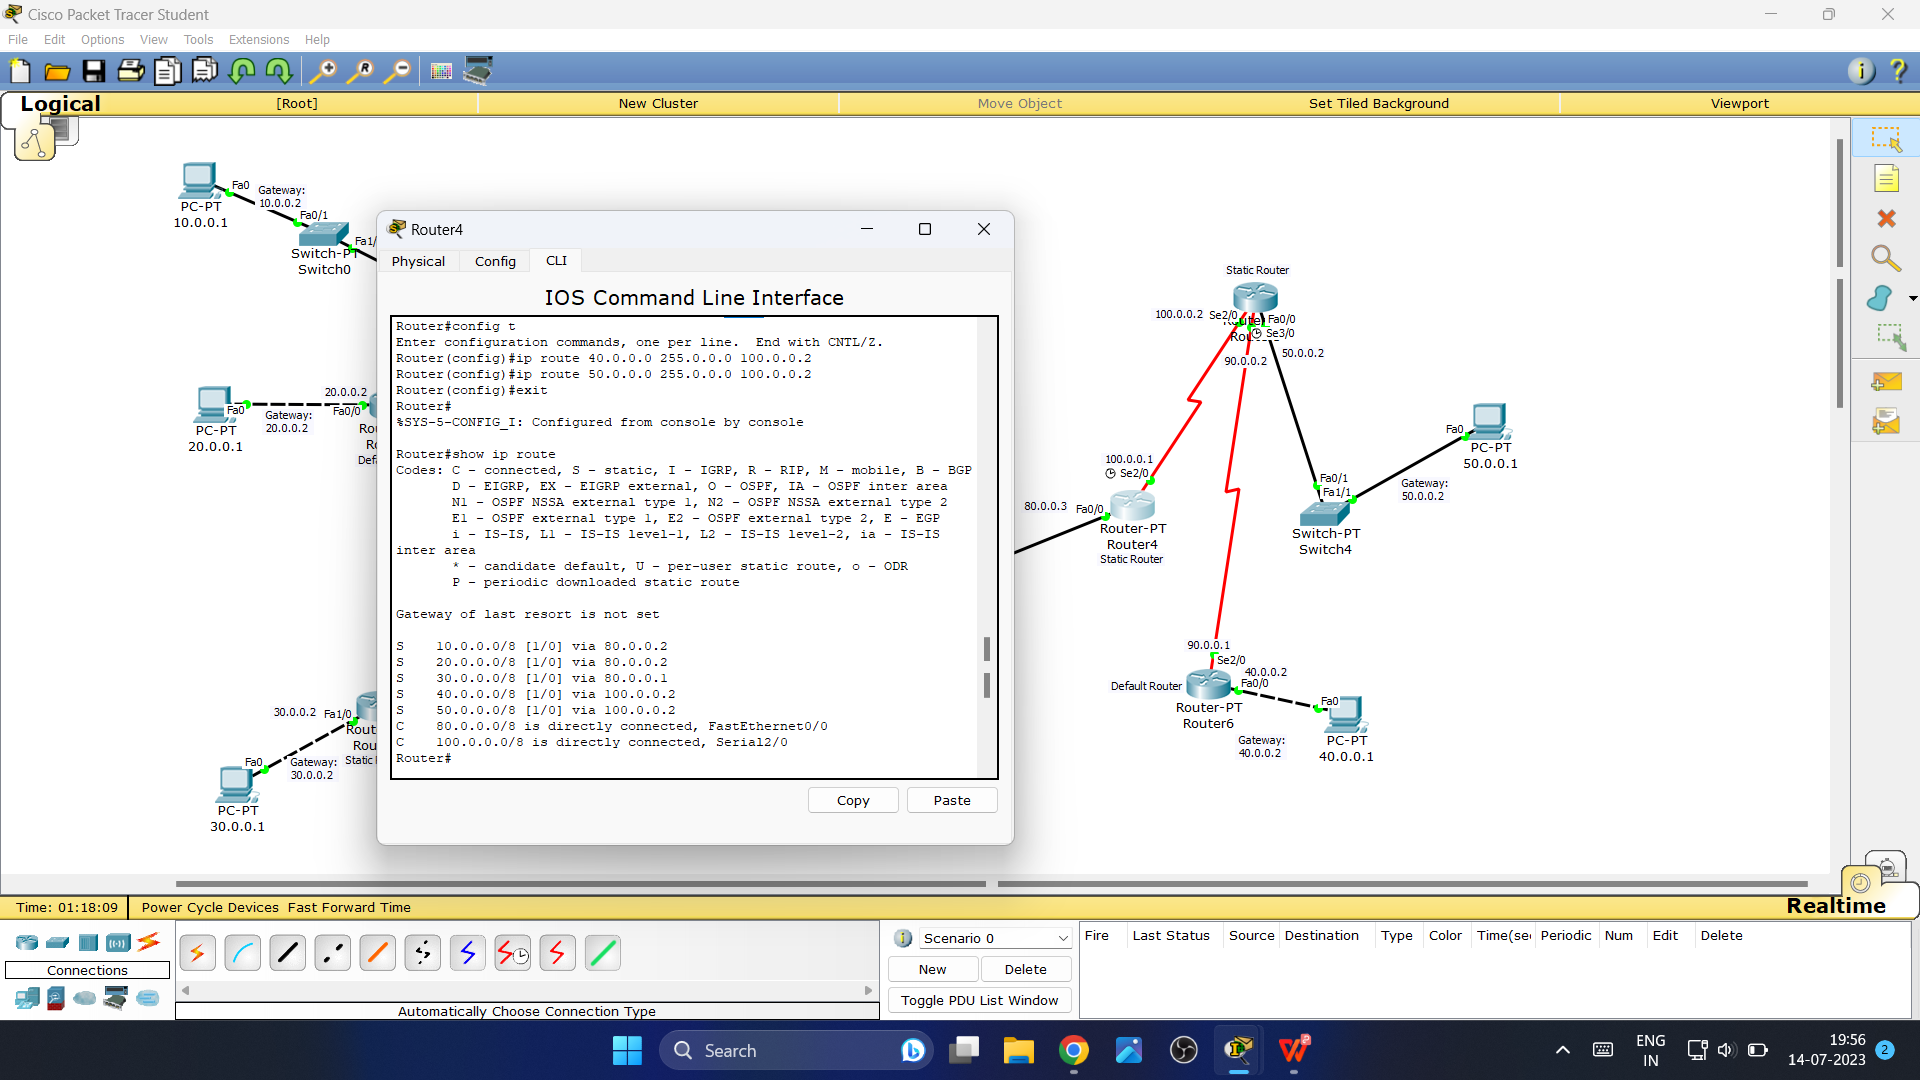 Cisco Packet Tracer Student
File Edit Options View Tools Extensions Help
Logical
[Root]
New Cluster
Move Object
Set Tiled Background
Viewport
Fa0
Gateway:
10.0.0.2
PC-PT
10.0.0.1
Fa0/1
Fa1/
Switch-PT
Switch0
20.0.0.2
Fa0
Fa0/0
Gateway:
20.0.0.2
PC-PT
20.0.0.1
Rou
Ro
Defa
30.0.0.2
Fa1/0
Rout
Rou
Static
Fa0
Gateway:
30.0.0.2
PC-PT
30.0.0.1
Router4
Physical
Config
CLI
IOS Command Line Interface
Router#config t
Enter configuration commands, one per line.  End with CNTL/Z.
Router(config)#ip route 40.0.0.0 255.0.0.0 100.0.0.2
Router(config)#ip route 50.0.0.0 255.0.0.0 100.0.0.2
Router(config)#exit
Router#
%SYS-5-CONFIG_I: Configured from console by console
Router#show ip route
Codes: C - connected, S - static, I - IGRP, R - RIP, M - mobile, B - BGP
D - EIGRP, EX - EIGRP external, O - OSPF, IA - OSPF inter area
N1 - OSPF NSSA external type 1, N2 - OSPF NSSA external type 2
E1 - OSPF external type 1, E2 - OSPF external type 2, E - EGP
i - IS-IS, L1 - IS-IS level-1, L2 - IS-IS level-2, ia - IS-IS
inter area
* - candidate default, U - per-user static route, o - ODR
P - periodic downloaded static route
Gateway of last resort is not set
S    10.0.0.0/8 [1/0] via 80.0.0.2
S    20.0.0.0/8 [1/0] via 80.0.0.2
S    30.0.0.0/8 [1/0] via 80.0.0.1
S    40.0.0.0/8 [1/0] via 100.0.0.2
S    50.0.0.0/8 [1/0] via 100.0.0.2
C    80.0.0.0/8 is directly connected, FastEthernet0/0
C    100.0.0.0/8 is directly connected, Serial2/0
Router#
Copy
Paste
Static Router
100.0.0.2 Se2/0
Fa0/0
Se3/0
90.0.0.2
50.0.0.2
100.0.0.1
Se2/0
80.0.0.3
Fa0/0
Router-PT
Router4
Static Router
Fa0
PC-PT
50.0.0.1
Gateway:
50.0.0.2
Fa0/1
Fa1/1
Switch-PT
Switch4
90.0.0.1
Se2/0
40.0.0.2
Fa0/0
Default Router
Router-PT
Router6
Fa0
Gateway:
40.0.0.2
PC-PT
40.0.0.1
Time: 01:18:09
Power Cycle Devices Fast Forward Time
Realtime
Connections
Automatically Choose Connection Type
Scenario 0
New
Delete
Toggle PDU List Window
Fire
Last Status
Source
Destination
Type
Color
Time(sec
Periodic
Num
Edit
Delete
Search
ENG
IN
19:56
14-07-2023
2